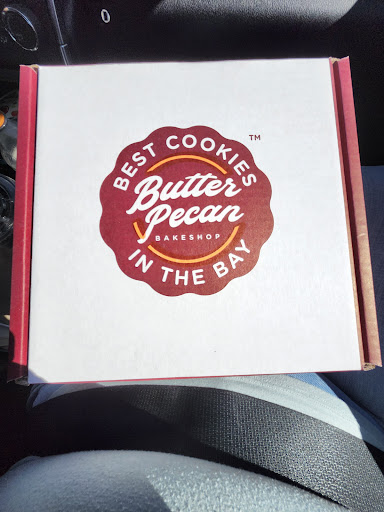 BEST COOKIES
TM
Butter
Pecan
BAKESHOP
IN THE BAY